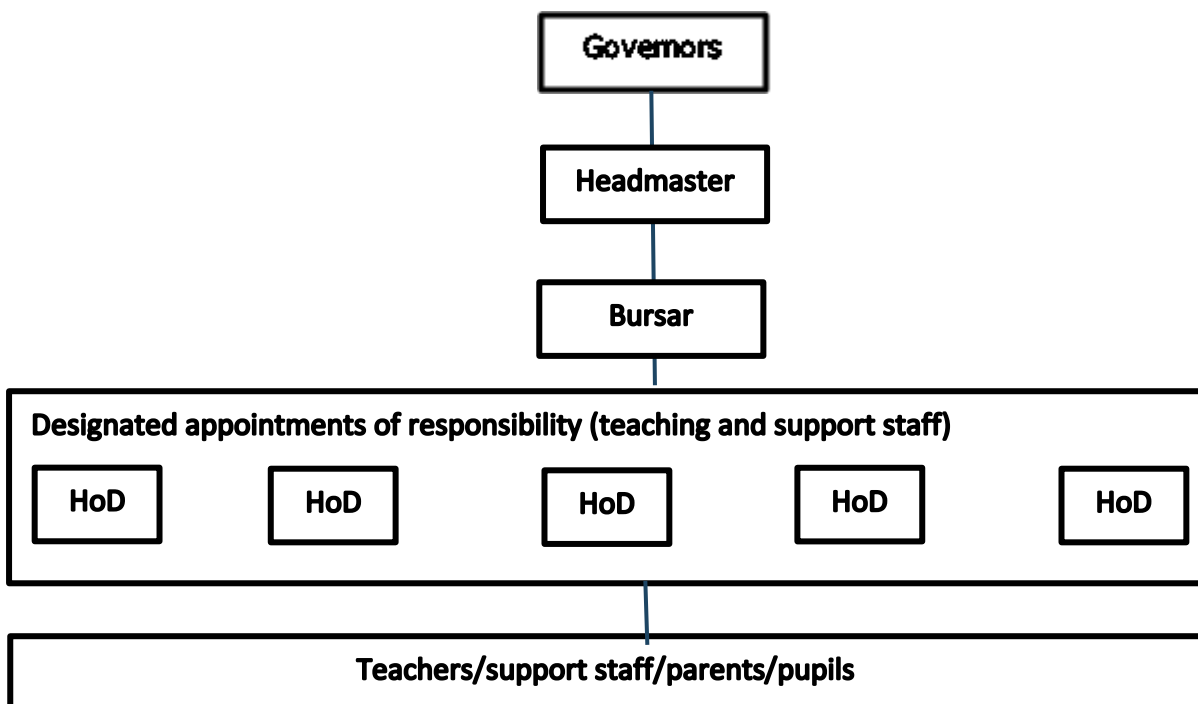 Governors
Headmaster
Bursar
Designated appointments of responsibility (teaching and support staff)
HoD
HoD
HoD
HoD
HoD
Teachers/support staff/parents/pupils